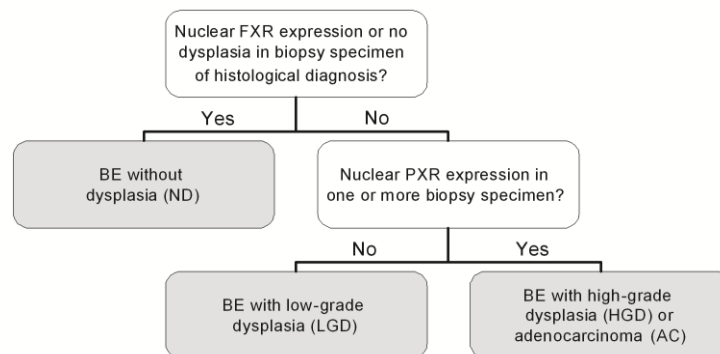 Nuclear FXR expression or no
dysplasia in biopsy specimen
of histological diagnosis?
Yes
No
BE without
dysplasia (ND)
Nuclear PXR expression in
one or more biopsy specimen?
No
Yes
BE with low-grade
dysplasia (LGD)
BE with high-grade
dysplasia (HGD) or
adenocarcinoma (AC)